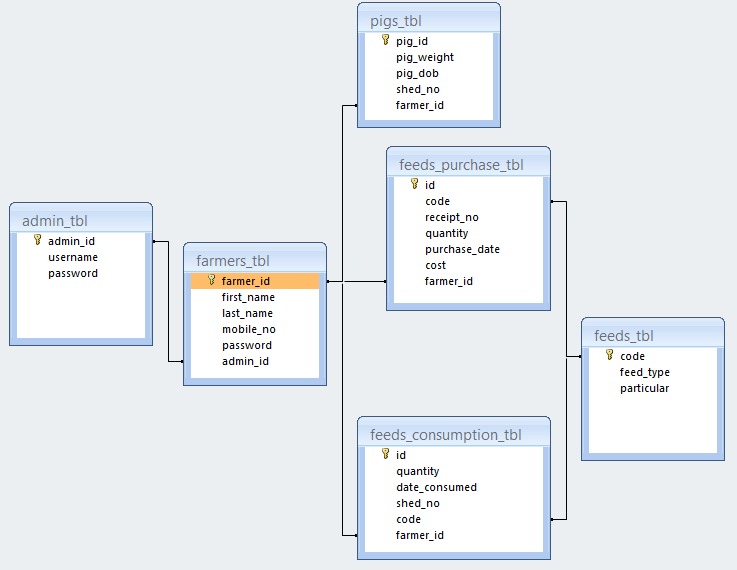 pigs_tbl
pig_id
pig_weight
pig_dob
shed_no
farmer_id
feeds_purchase_tbl
id
code
receipt_no
quantity
purchase_date
cost
farmer_id
admin_tbl
admin_id
username
password
farmers_tbl
farmer_id
first_name
last_name
mobile_no
password
admin_id
feeds_tbl
code
feed_type
particular
feeds_consumption_tbl
id
quantity
date_consumed
shed_no
code
farmer_id